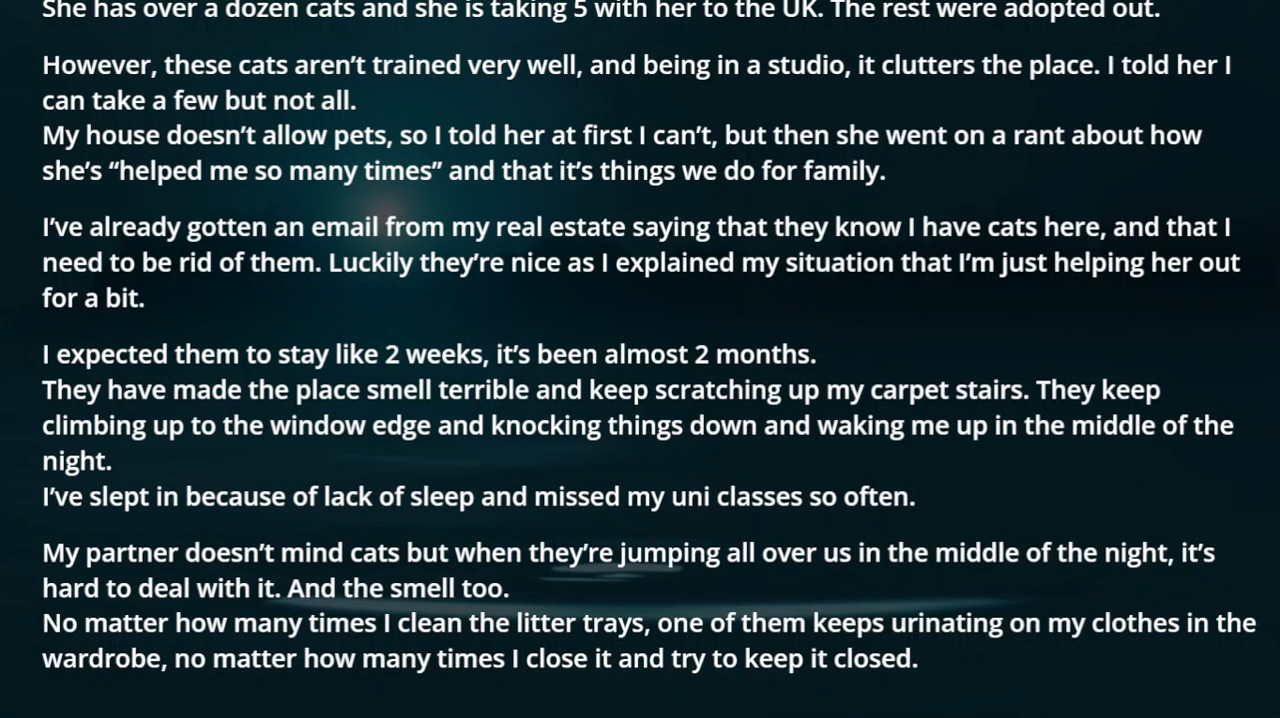 She has over a dozen cats and she is taking 5 with her to the UK. The rest were adopted out.
However, these cats aren’t trained very well, and being in a studio, it clutters the place. I told her I
can take a few but not all.
My house doesn’t allow pets, so I told her at first I can’t, but then she went on a rant about how
she’s “helped me so many times” and that it’s things we do for family.
I’ve already gotten an email from my real estate saying that they know I have cats here, and that I
need to be rid of them. Luckily they’re nice as I explained my situation that I’m just helping her out
for a bit.
I expected them to stay like 2 weeks, it’s been almost 2 months.
They have made the place smell terrible and keep scratching up my carpet stairs. They keep
climbing up to the window edge and knocking things down and waking me up in the middle of the
night.
I’ve slept in because of lack of sleep and missed my uni classes so often.
My partner doesn’t mind cats but when they’re jumping all over us in the middle of the night, it’s
hard to deal with it. And the smell too.
No matter how many times I clean the litter trays, one of them keeps urinating on my clothes in the
wardrobe, no matter how many times I close it and try to keep it closed.